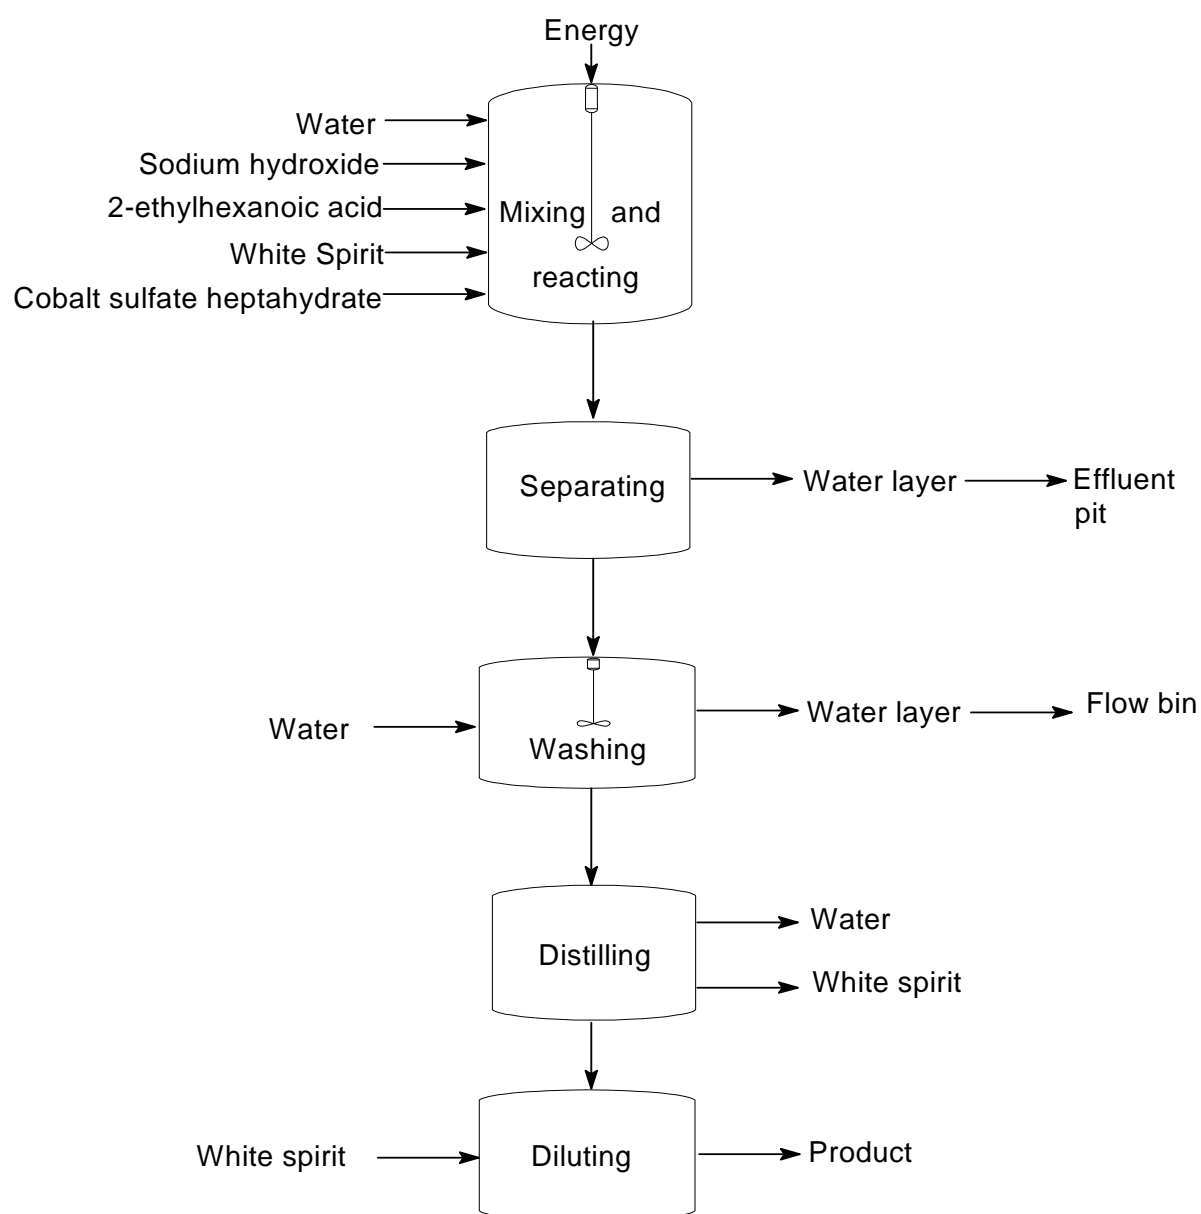 Energy
Water
Sodium hydroxide
2-ethylhexanoic acid
White Spirit
Cobalt sulfate heptahydrate
Mixing and
reacting
Separating
Water layer
Effluent
pit
Water
Washing
Water layer
Flow bin
Distilling
Water
White spirit
White spirit
Diluting
Product